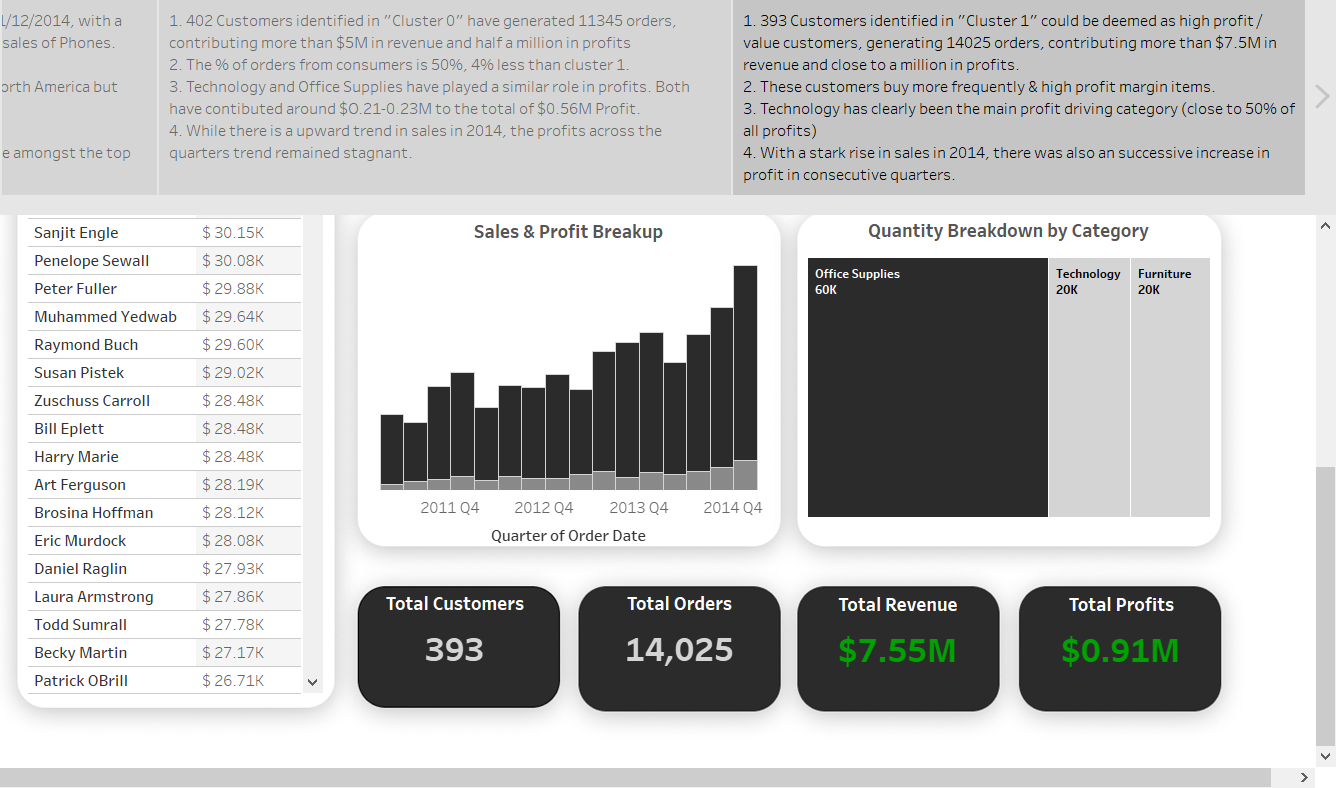 1/12/2014, with a
sales of Phones.
orth America but
e amongst the top
1. 402 Customers identified in "Cluster 0" have generated 11345 orders,
contributing more than $5M in revenue and half a million in profits
2. The % of orders from consumers is 50%, 4% less than cluster 1.
3. Technology and Office Supplies have played a similar role in profits. Both
have contibuted around $0.21-0.23M to the total of $0.56M Profit.
4. While there is a upward trend in sales in 2014, the profits across the
quarters trend remained stagnant.
1. 393 Customers identified in "Cluster 1" could be deemed as high profit/
value customers, generating 14025 orders, contributing more than $7.5M in
revenue and close to a million in profits.
2. These customers buy more frequently & high profit margin items.
3. Technology has clearly been the main profit driving category (close to 50% of
all profits)
4. With a stark rise in sales in 2014, there was also an successive increase in
profit in consecutive quarters.
Sanjit Engle $ 30.15K
Penelope Sewall $ 30.08K
Peter Fuller $ 29.88K
Muhammed Yedwab $ 29.64K
Raymond Buch $ 29.60K
Susan Pistek $ 29.02K
Zuschuss Carroll $ 28.48K
Bill Eplett $ 28.48K
Harry Marie $ 28.48K
Art Ferguson $ 28.19K
Brosina Hoffman $ 28.12K
Eric Murdock $ 28.08K
Daniel Raglin $ 27.93K
Laura Armstrong $ 27.86K
Todd Sumrall $ 27.78K
Becky Martin $ 27.17K
Patrick OBrill $ 26.71K
Sales & Profit Breakup
2011 Q4 2012 Q4 2013 Q4 2014 Q4
Quarter of Order Date
Quantity Breakdown by Category
Office Supplies
60K
Technology
20K
Furniture
20K
Total Customers
393
Total Orders
14,025
Total Revenue
$7.55M
Total Profits
$0.91M